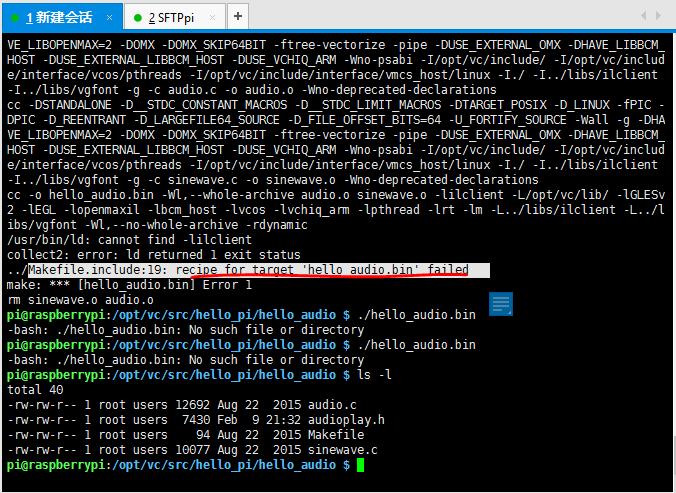 1 新建会话
2 SFTPpi
VE_LIBOPENMAX=2 -DOMX -DOMX_SKIP64BIT -ftree-vectorize -pipe -DUSE_EXTERNAL_OMX -DHAVE_LIBBCM_
HOST -DUSE_EXTERNAL_LIBBCM_HOST -DUSE_VCHIQ_ARM -Wno-psabi -I/opt/vc/include/ -I/opt/vc/includ
e/interface/vcos/pthreads -I/opt/vc/include/interface/vmcs_host/linux -I./ -I../libs/ilclient
-I../libs/vgfont -g -c audio.c -o audio.o -Wno-deprecated-declarations
cc -DSTANDALONE -D__STDC_CONSTANT_MACROS -D__STDC_LIMIT_MACROS -DTARGET_POSIX -D_LINUX -fPIC -
DPIC -D_REENTRANT -D_LARGEFILE64_SOURCE -D_FILE_OFFSET_BITS=64 -U_FORTIFY_SOURCE -Wall -g -DHA
VE_LIBOPENMAX=2 -DOMX -DOMX_SKIP64BIT -ftree-vectorize -pipe -DUSE_EXTERNAL_OMX -DHAVE_LIBBCM_
HOST -DUSE_EXTERNAL_LIBBCM_HOST -DUSE_VCHIQ_ARM -Wno-psabi -I/opt/vc/include/ -I/opt/vc/includ
e/interface/vcos/pthreads -I/opt/vc/include/interface/vmcs_host/linux -I./ -I../libs/ilclient
-I../libs/vgfont -g -c sinewave.c -o sinewave.o -Wno-deprecated-declarations
cc -o hello_audio.bin -Wl,--whole-archive audio.o sinewave.o -lilclient -L/opt/vc/lib/ -lGLESv
2 -lEGL -lopenmaxil -lbcm_host -lvcos -lvchiq_arm -lpthread -lrt -lm -L../libs/ilclient -L../l
ibs/vgfont -Wl,--no-whole-archive -rdynamic
/usr/bin/ld: cannot find -lilclient
collect2: error: ld returned 1 exit status
../Makefile.include:19: recipe for target 'hello_audio.bin' failed
make: *** [hello_audio.bin] Error 1
rm sinewave.o audio.o
pi@raspberrypi:/opt/vc/src/hello_pi/hello_audio $ ./hello_audio.bin
-bash: ./hello_audio.bin: No such file or directory
pi@raspberrypi:/opt/vc/src/hello_pi/hello_audio $ ./hello_audio.bin
-bash: ./hello_audio.bin: No such file or directory
pi@raspberrypi:/opt/vc/src/hello_pi/hello_audio $ ls -l
total 40
-rw-rw-r-- 1 root users 12692 Aug 22  2015 audio.c
-rw-rw-r-- 1 root users  7430 Feb  9 21:32 audioplay.h
-rw-rw-r-- 1 root users    94 Aug 22  2015 Makefile
-rw-rw-r-- 1 root users 10077 Aug 22  2015 sinewave.c
pi@raspberrypi:/opt/vc/src/hello_pi/hello_audio $